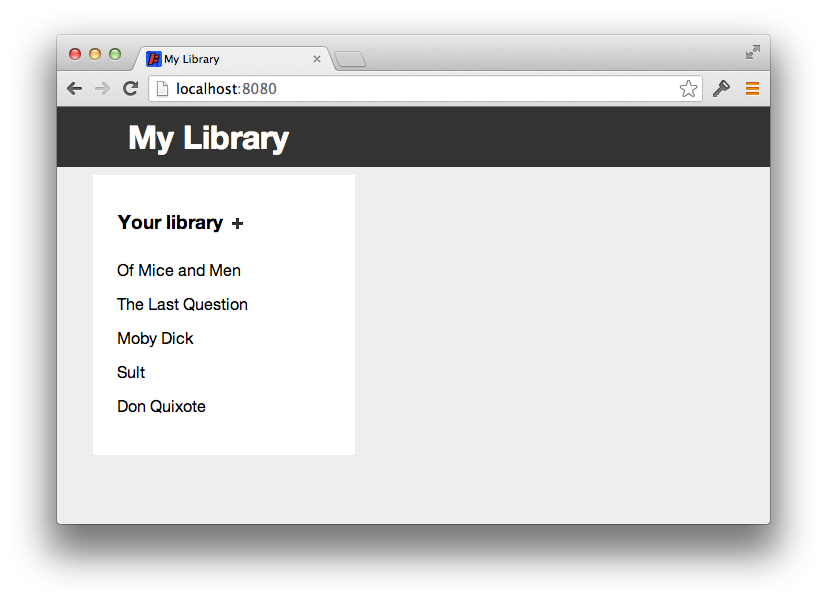 My Library
localhost:8080
My Library
Your library +
Of Mice and Men
The Last Question
Moby Dick
Sult
Don Quixote